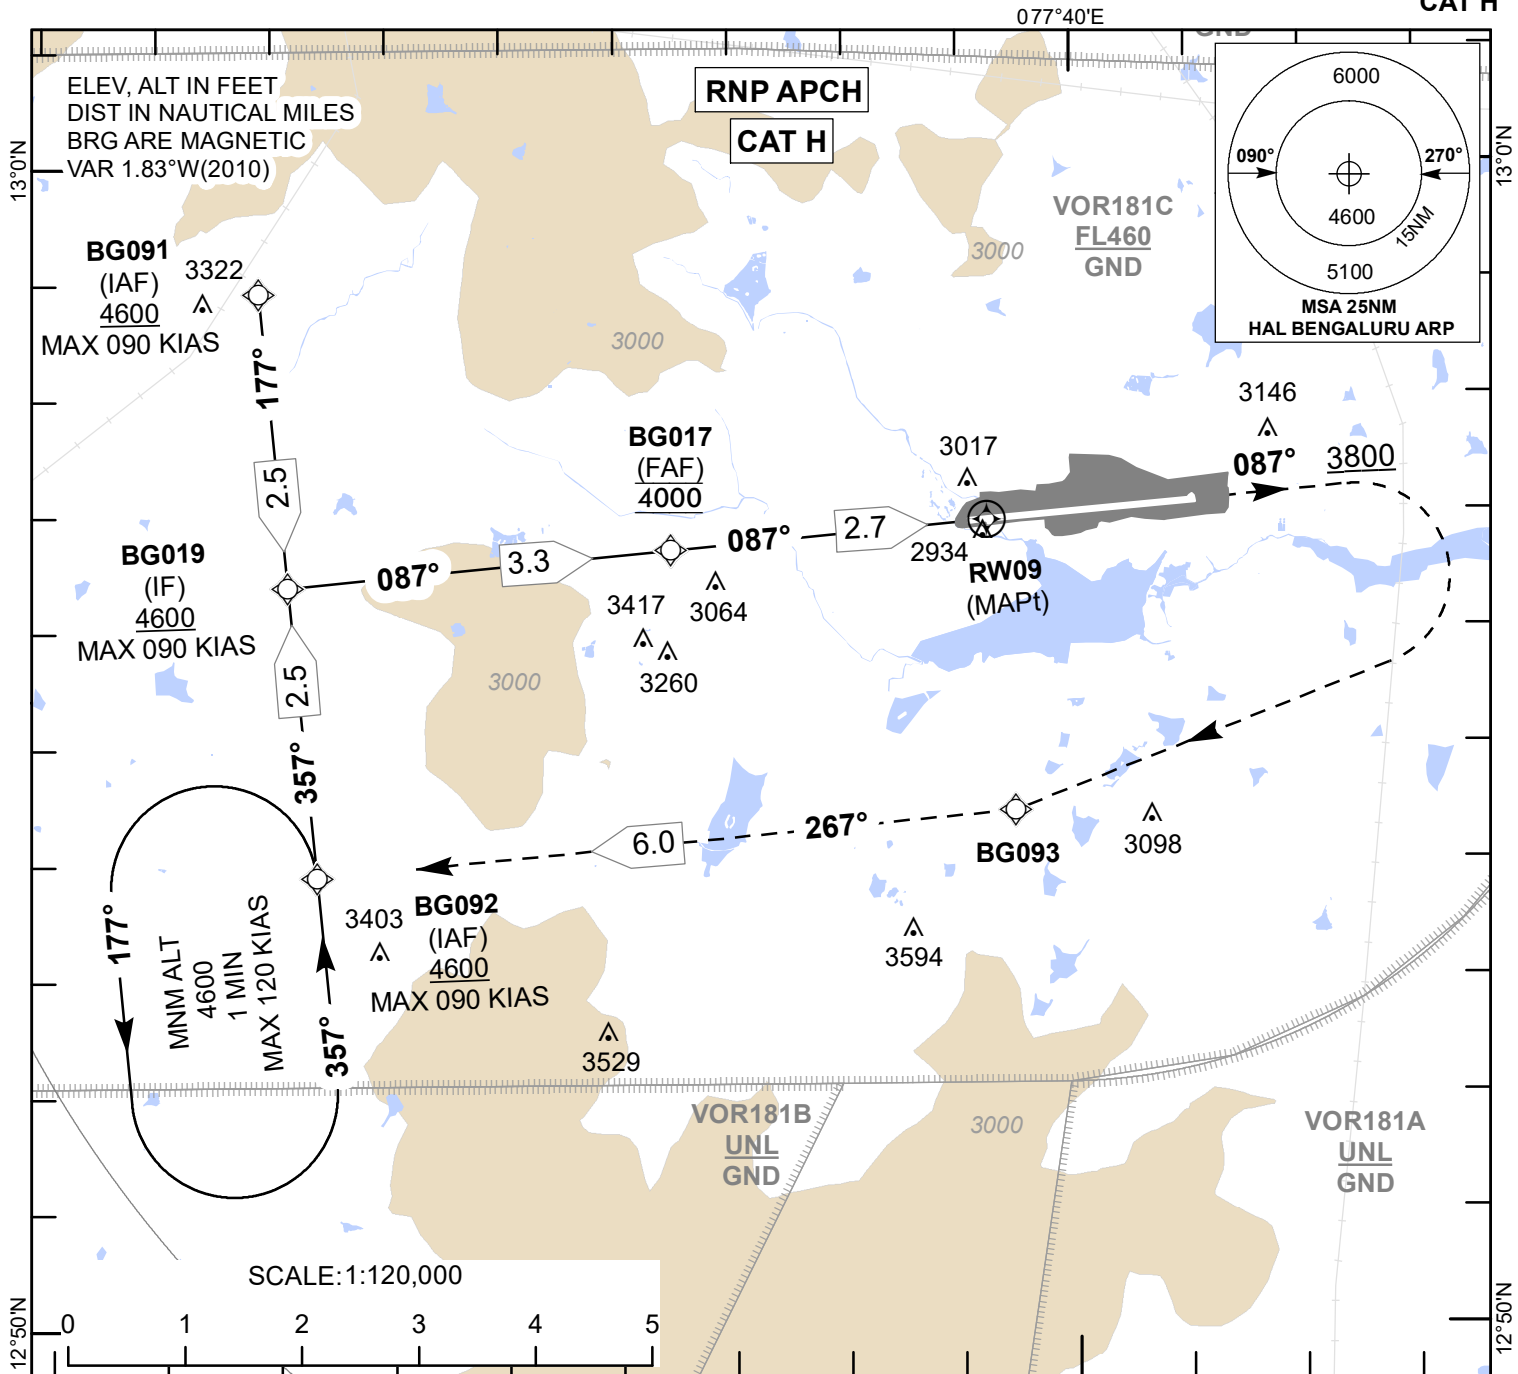 CAT H
077°40'E
GND
ELEV, ALT IN FEET
DIST IN NAUTICAL MILES
BRG ARE MAGNETIC
VAR 1.83°W(2010)
RNP APCH
CAT H
6000
090°
270°
4600
15NM
5100
MSA 25NM
HAL BENGALURU ARP
13°0'N
13°0'N
VOR181C
FL460
GND
3000
BG091
(IAF)
4600
MAX 090 KIAS
3322
3000
177°
2.5
3146
087°
3800
BG017
(FAF)
4000
3017
2.7
087°
2934
RW09
(MAPt)
BG019
(IF)
4600
MAX 090 KIAS
087°
3.3
3064
3417
3260
3000
2.5
357°
267°
6.0
BG093
3098
3594
BG092
(IAF)
4600
MAX 090 KIAS
3403
177°
MNM ALT
4600
1 MIN
MAX 120 KIAS
357°
3529
VOR181B
UNL
GND
3000
VOR181A
UNL
GND
SCALE:1:120,000
0 1 2 3 4 5
12°50'N
12°50'N